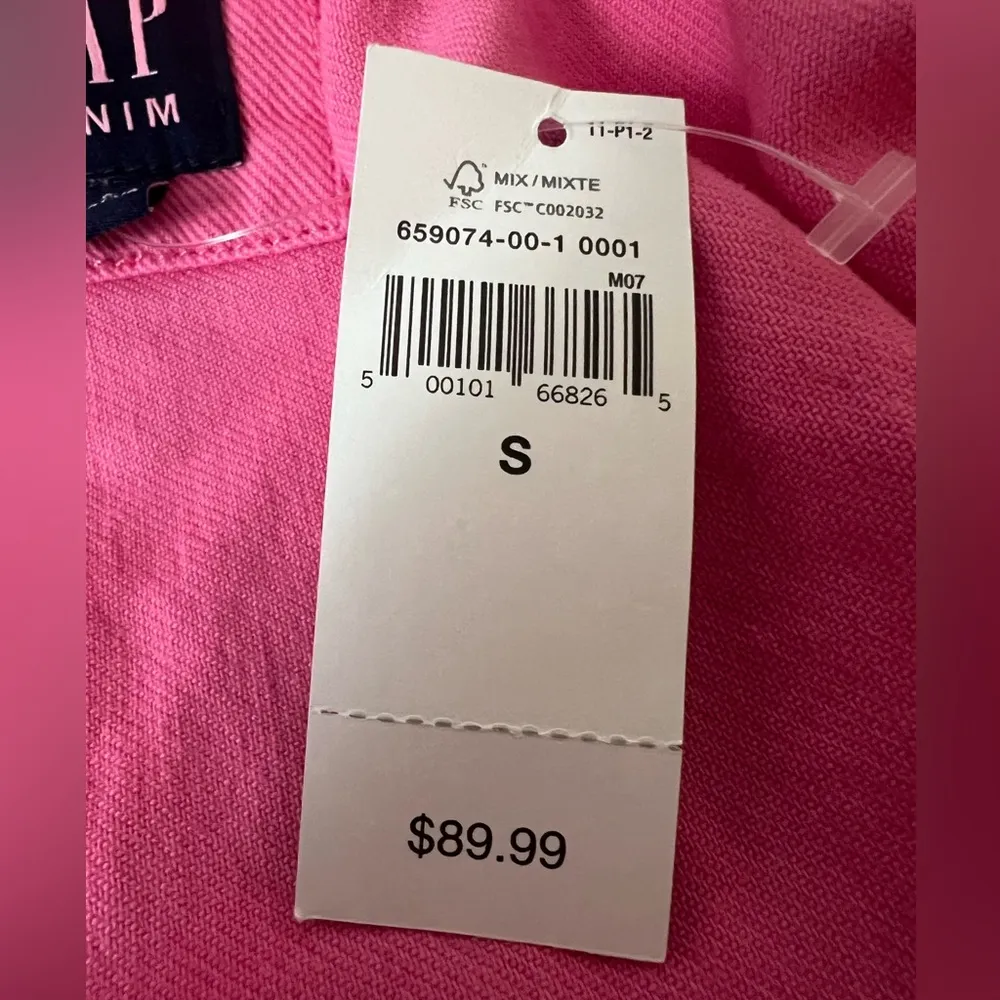 AP
NIM
11-P1-2
MIX / MIXTE
FSC FSC™ C002032
659074-00-1 0001
M07
5 00101 66826 5
S
$89.99